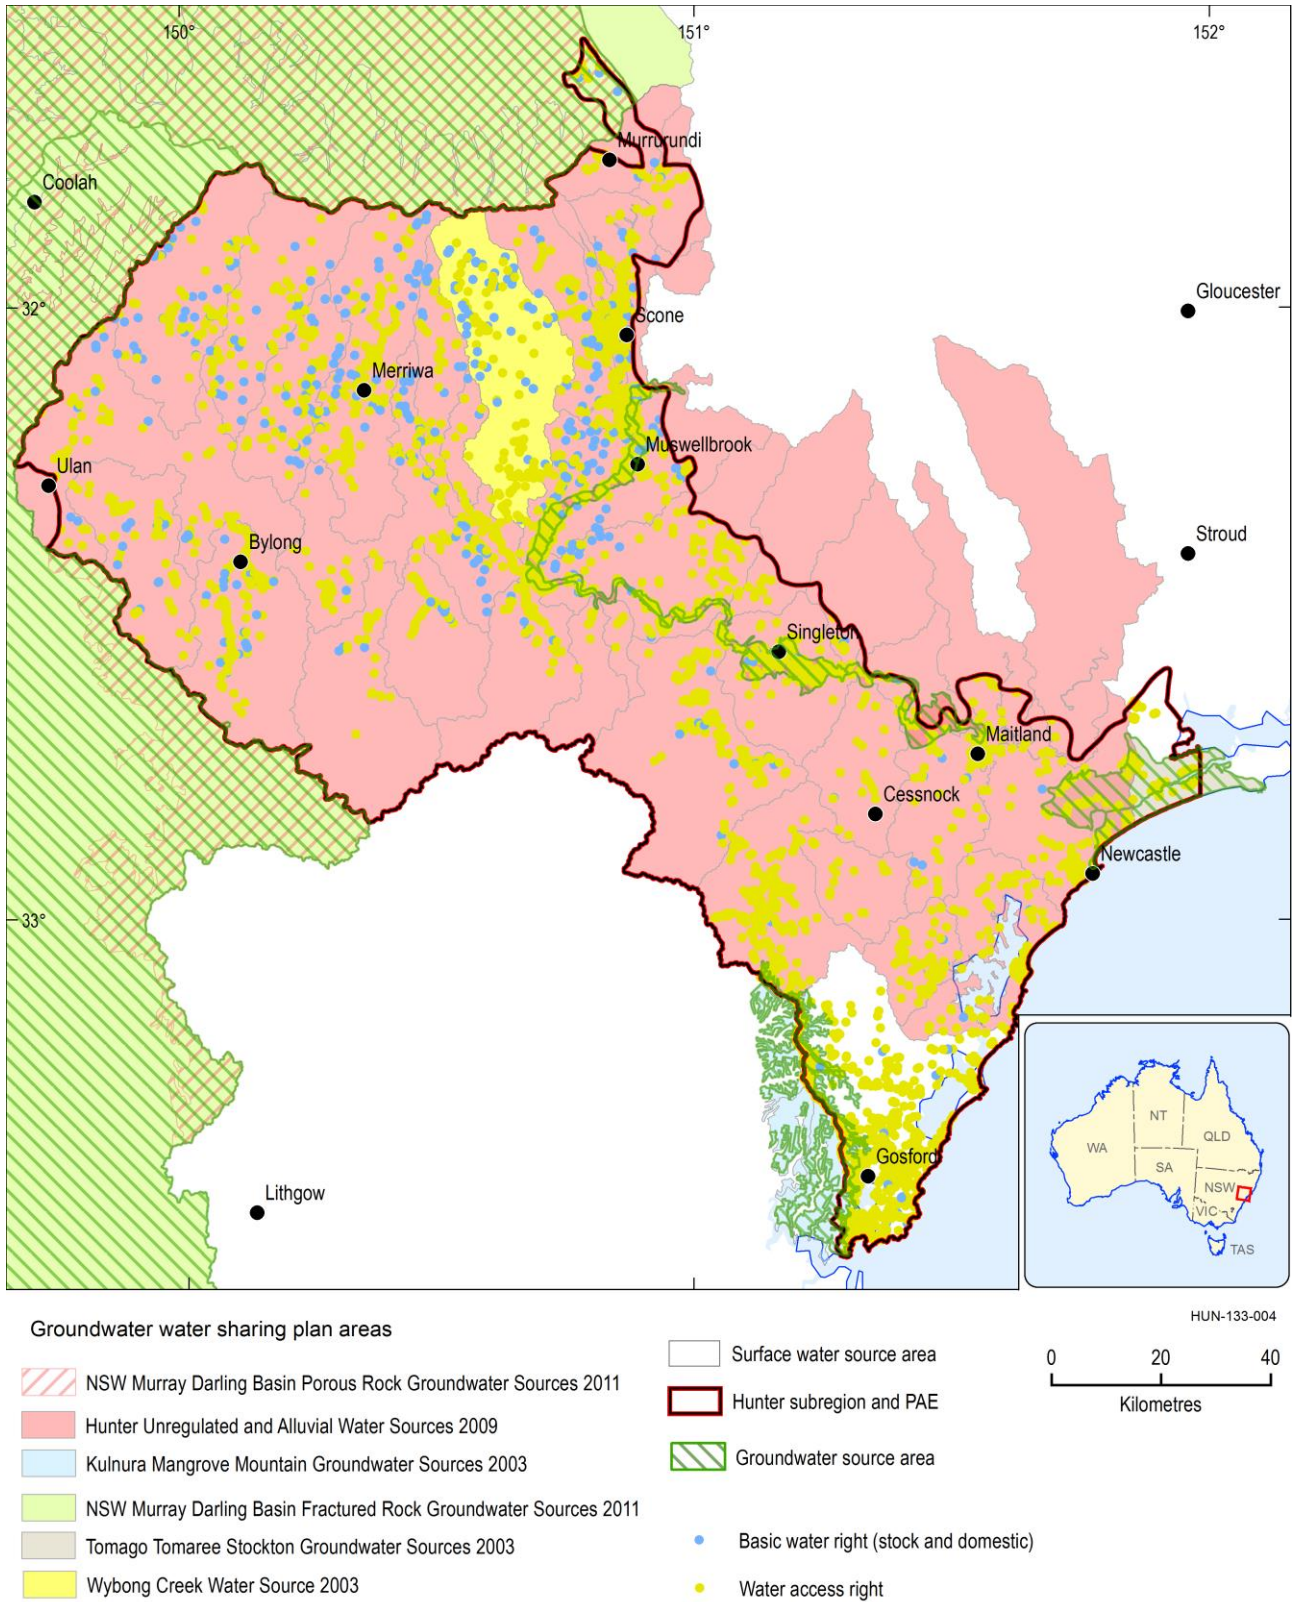 150°
151°
152°
Murrurundi
Coolah
Gloucester
32°
Scone
Merriwa
Muswellbrook
Ulan
Stroud
Bylong
Singleton
Maitland
Cessnock
Newcastle
33°
Gosford
Lithgow
NT
WA
QLD
SA
NSW
VIC
TAS
HUN-133-004
Groundwater water sharing plan areas
NSW Murray Darling Basin Porous Rock Groundwater Sources 2011
Hunter Unregulated and Alluvial Water Sources 2009
Kulnura Mangrove Mountain Groundwater Sources 2003
NSW Murray Darling Basin Fractured Rock Groundwater Sources 2011
Tomago Tomaree Stockton Groundwater Sources 2003
Wybong Creek Water Source 2003
Surface water source area
Hunter subregion and PAE
Groundwater source area
Basic water right (stock and domestic)
Water access right
0 20 40
Kilometres